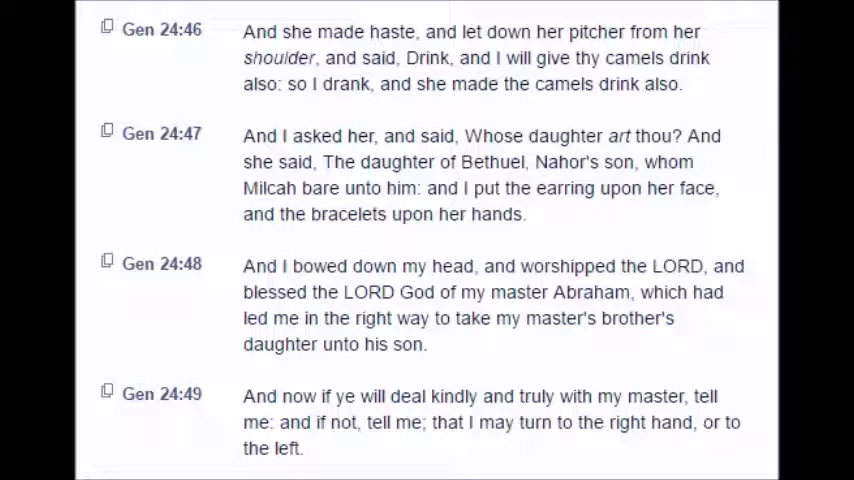 Gen 24:46 And she made haste, and let down her pitcher from her
shoulder, and said, Drink, and I will give thy camels drink
also: so I drank, and she made the camels drink also.
Gen 24:47 And I asked her, and said, Whose daughter art thou? And
she said, The daughter of Bethuel, Nahor's son, whom
Milcah bare unto him: and I put the earring upon her face,
and the bracelets upon her hands.
Gen 24:48 And I bowed down my head, and worshipped the LORD, and
blessed the LORD God of my master Abraham, which had
led me in the right way to take my master's brother's
daughter unto his son.
Gen 24:49 And now if ye will deal kindly and truly with my master, tell
me: and if not, tell me; that I may turn to the right hand, or to
the left.